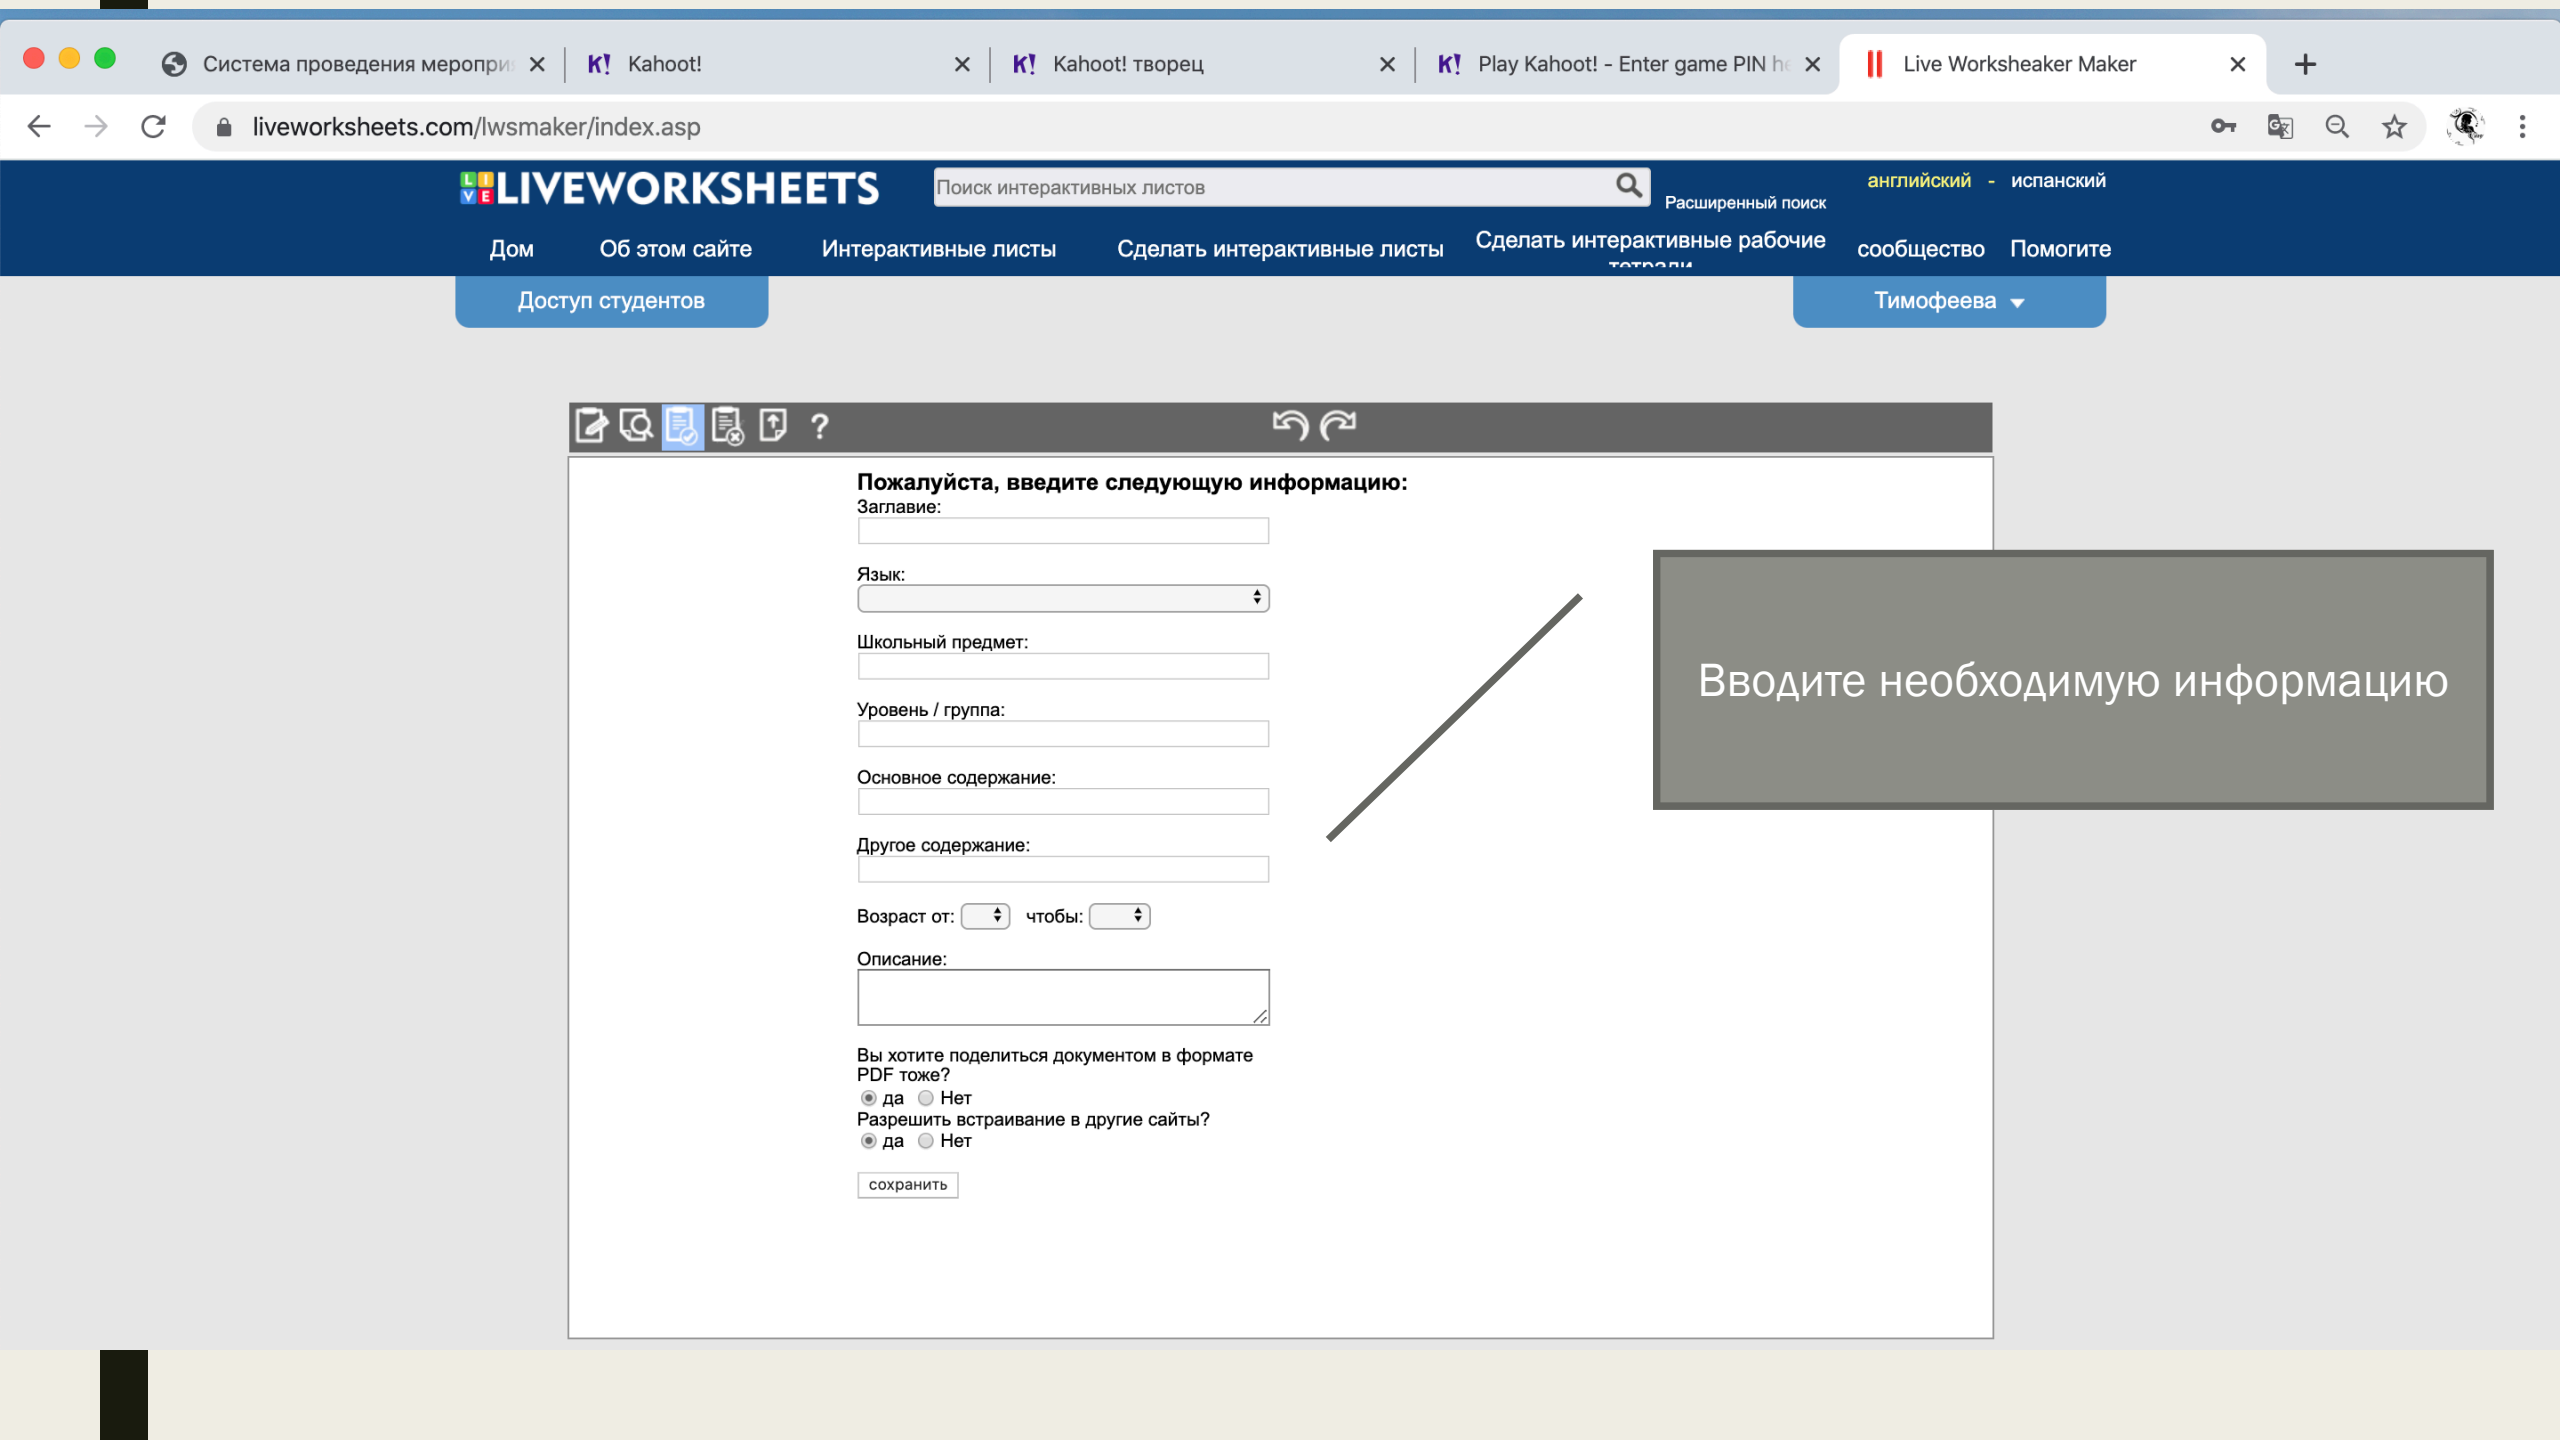 Система проведения меропри
Kahoot!
Kahoot! творец
Play Kahoot! - Enter game PIN he
Live Worksheaker Maker
liveworksheets.com/lwsmaker/index.asp
LIVE LIVEWORKSHEETS
Поиск интерактивных листов
Расширенный поиск
английский - испанский
Дом
Об этом сайте
Интерактивные листы
Сделать интерактивные листы
Сделать интерактивные рабочие
тетради
сообщество
Помогите
Доступ студентов
Тимофеева
?
Пожалуйста, введите следующую информацию:
Заглавие:
Язык:
Школьный предмет:
Уровень / группа:
Основное содержание:
Другое содержание:
Возраст от: чтобы:
Описание:
Вы хотите поделиться документом в формате
PDF тоже?
да Нет
Разрешить встраивание в другие сайты?
да Нет
сохранить
Вводите необходимую информацию